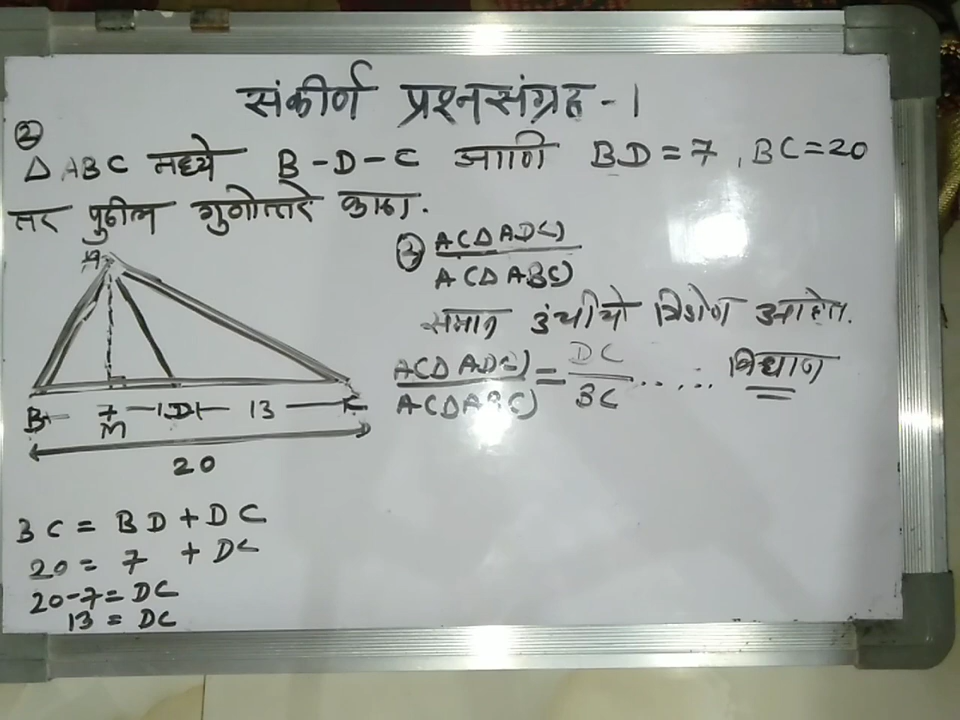 संकीर्ण प्रश्नसंग्रह - 1
②
Δ ABC मध्ये B - D - C आणि BD = 7, BC = 20
तर पुढील गुणोत्तरे काढा.
A
B 7 D 13 C
M
20
BC = BD + DC
20 = 7 + DC
20 - 7 = DC
13 = DC
A(Δ ADC)
A(Δ ABC)
समान उंचीचे त्रिकोण आहेत.
A(Δ ADC) = DC ...... विधान
A(Δ ABC) BC